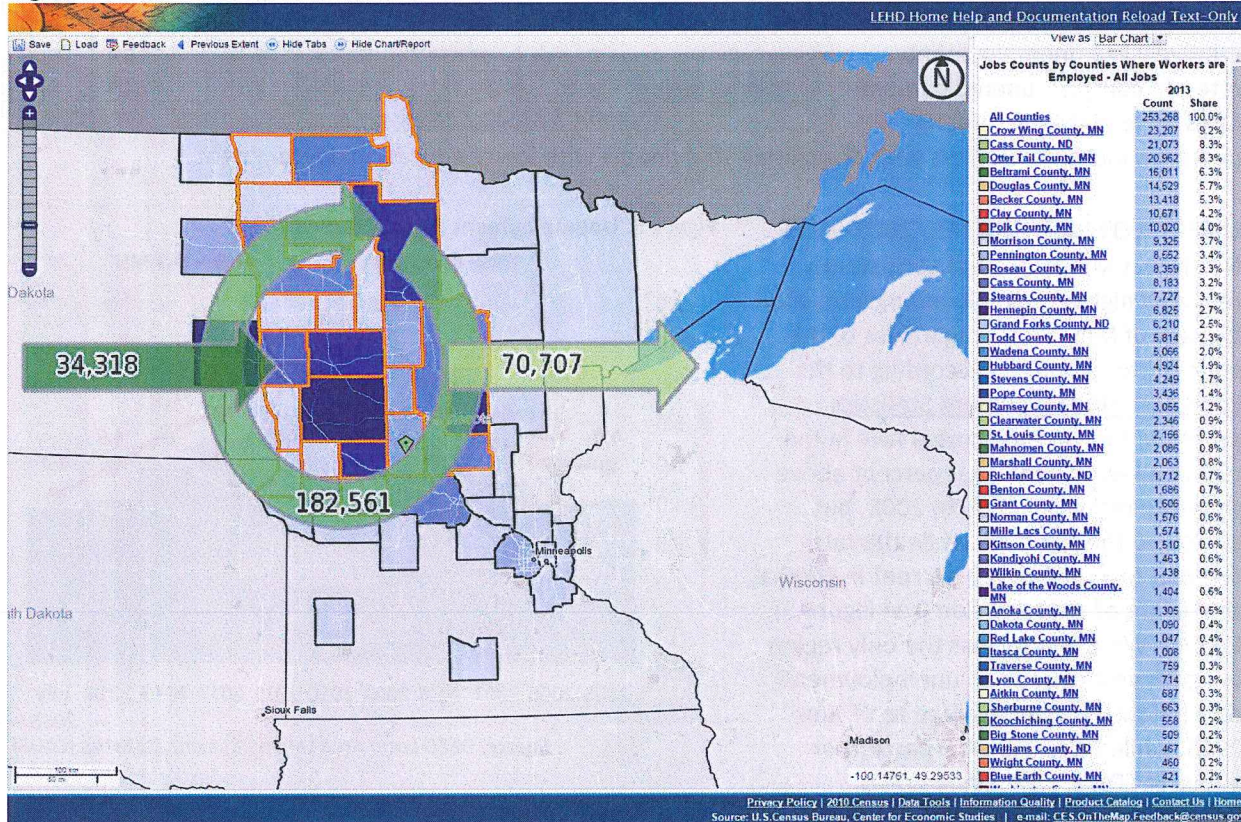 LEHD Home Help and Documentation Reload Text-Only
Save Load Feedback Previous Extent Hide Tabs Hide Chart/Report
View as Bar Chart
Jobs Counts by Counties Where Workers are
Employed - All Jobs
2013
Count Share
All Counties 253,268 100.0%
Crow Wing County, MN 23,207 9.2%
Cass County, ND 21,073 8.3%
Otter Tail County, MN 20,962 8.3%
Beltrami County, MN 16,011 6.3%
Douglas County, MN 14,529 5.7%
Becker County, MN 13,418 5.3%
Clay County, MN 10,671 4.2%
Polk County, MN 10,020 4.0%
Morrison County, MN 9,325 3.7%
Pennington County, MN 8,552 3.4%
Roseau County, MN 8,359 3.3%
Cass County, MN 8,183 3.2%
Stearns County, MN 7,727 3.1%
Hennepin County, MN 6,825 2.7%
Grand Forks County, ND 6,210 2.5%
Todd County, MN 5,814 2.3%
Wadena County, MN 5,066 2.0%
Hubbard County, MN 4,924 1.9%
Stevens County, MN 4,249 1.7%
Pope County, MN 3,436 1.4%
Ramsey County, MN 3,055 1.2%
Clearwater County, MN 2,346 0.9%
St. Louis County, MN 2,166 0.9%
Mahnomen County, MN 2,086 0.8%
Marshall County, MN 2,063 0.8%
Richland County, ND 1,712 0.7%
Benton County, MN 1,686 0.7%
Grant County, MN 1,606 0.6%
Norman County, MN 1,576 0.6%
Mille Lacs County, MN 1,574 0.6%
Kittson County, MN 1,510 0.6%
Kandiyohi County, MN 1,463 0.6%
Wilkin County, MN 1,438 0.6%
Lake of the Woods County,
MN 1,404 0.6%
Anoka County, MN 1,305 0.5%
Dakota County, MN 1,090 0.4%
Red Lake County, MN 1,047 0.4%
Itasca County, MN 1,008 0.4%
Traverse County, MN 759 0.3%
Lyon County, MN 714 0.3%
Aitkin County, MN 687 0.3%
Sherburne County, MN 663 0.3%
Koochiching County, MN 558 0.2%
Big Stone County, MN 509 0.2%
Williams County, ND 467 0.2%
Wright County, MN 460 0.2%
Blue Earth County, MN 421 0.2%
N
Dakota
34,318
70,707
182,561
Minneapolis
Wisconsin
th Dakota
Sioux Falls
Madison
100 km
50 mi
-100.14761, 49.29533
Privacy Policy | 2010 Census | Data Tools | Information Quality | Product Catalog | Contact Us | Home
Source: U.S.Census Bureau, Center for Economic Studies | e-mail: CES.OnTheMap.Feedback@census.gov